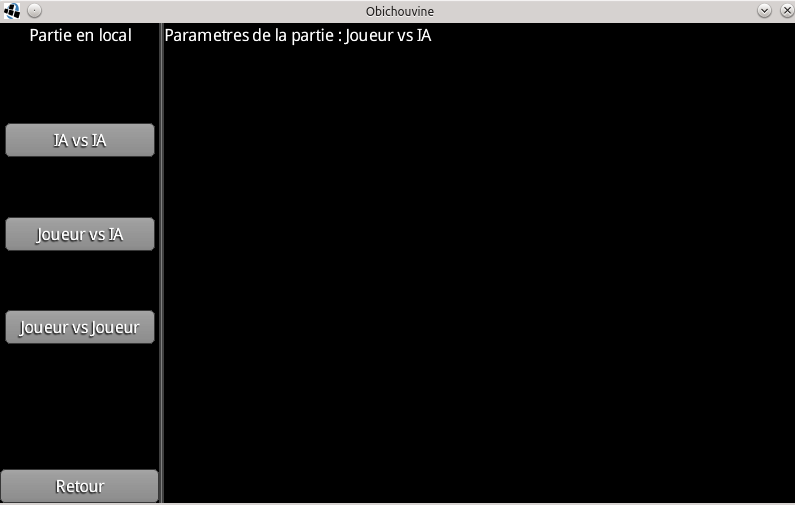 Obichouvine
Partie en local
Parametres de la partie : Joueur vs IA
IA vs IA
Joueur vs IA
Joueur vs Joueur
Retour